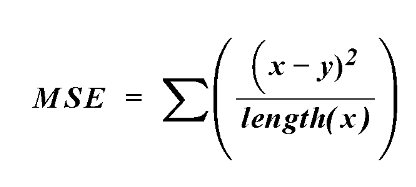 MSE = ∑((x − y)² / length(x))